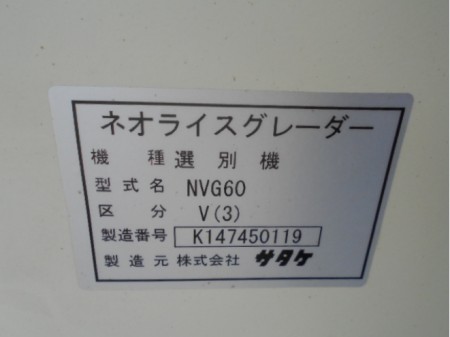 ネオライスグレーダー
機 種 選別機
型式名 NVG60
区 分 V(3)
製造番号 K147450119
製造元 株式会社 サタケ